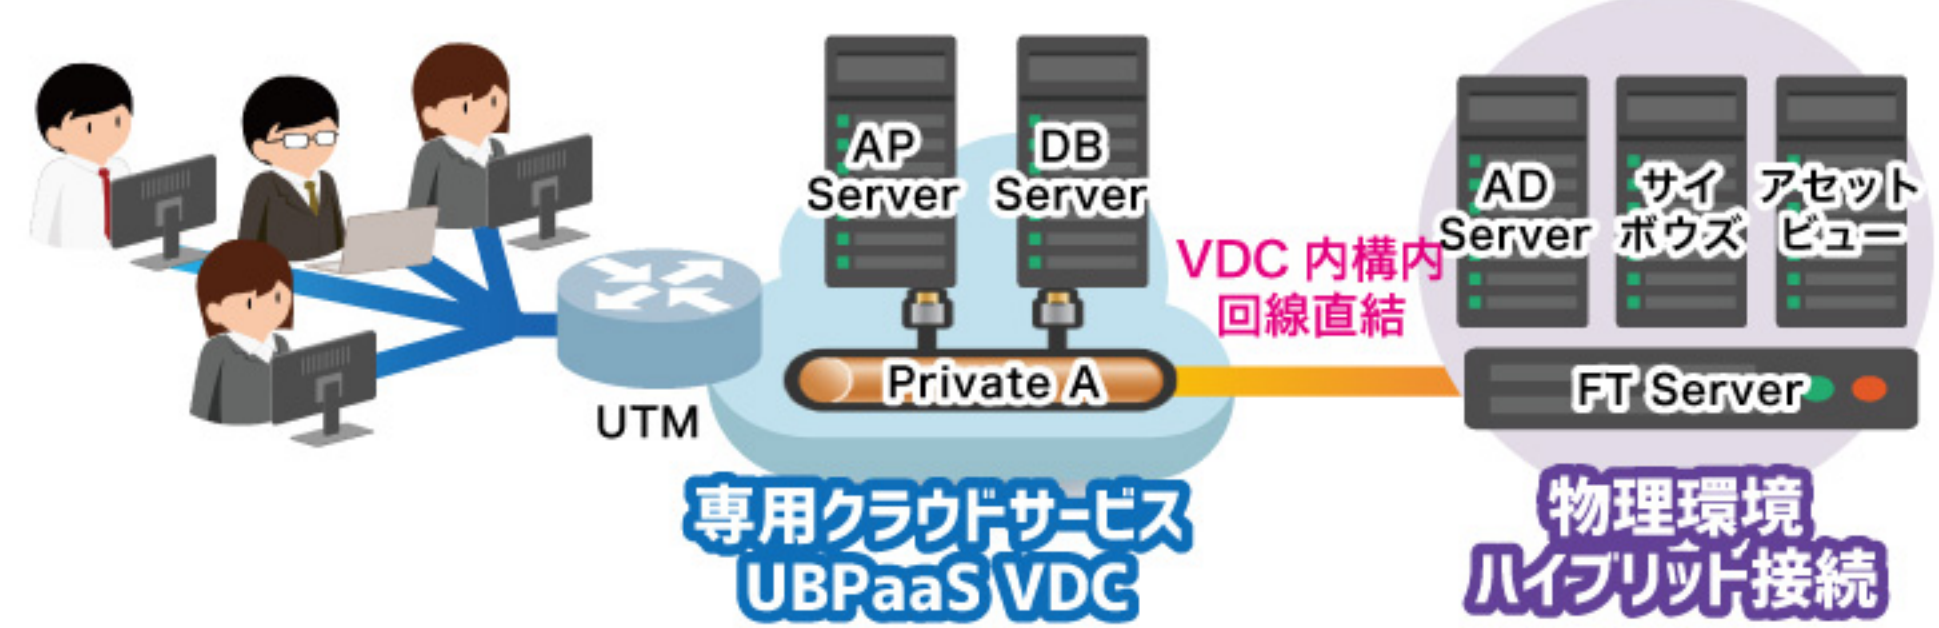 AP
Server
DB
Server
UTM
Private A
VDC 内構内
回線直結
AD
Server
サイ
ボウズ
アセット
ビュー
FT Server
専用クラウドサービス
UBPaaS VDC
物理環境
ハイブリッド接続